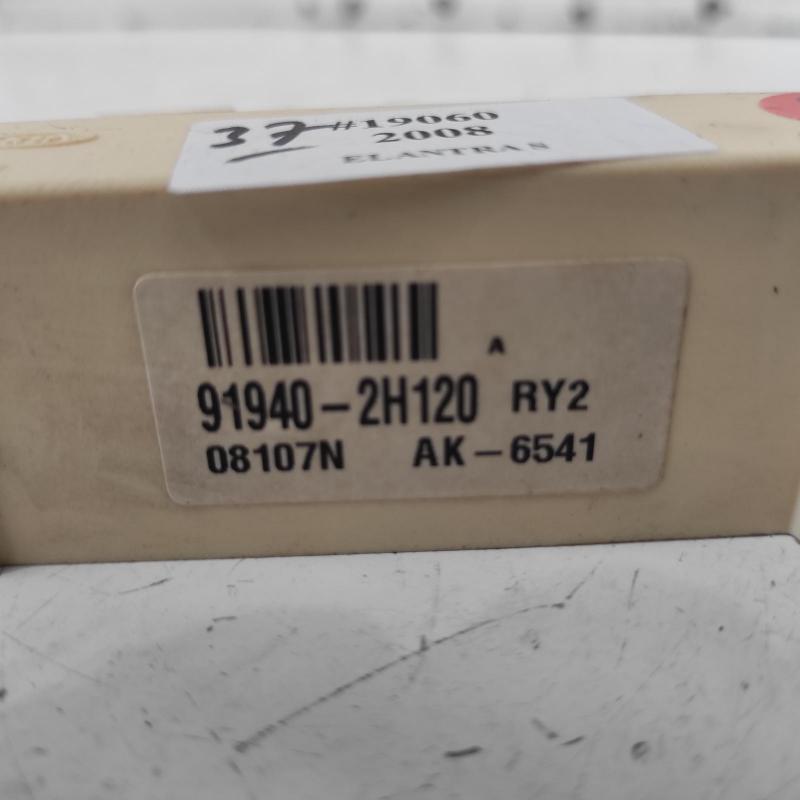 37 #19060
2008
ELANTRA S
A
91940-2H120 RY2
08107N AK-6541